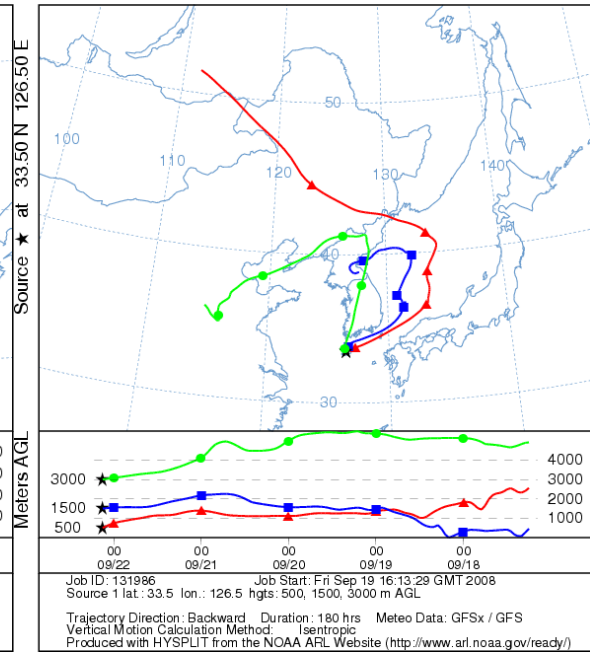 Source ★ at 33.50 N 126.50 E
100
110
120
130
140
50
40
30
Meters AGL
3000
1500
500
4000
3000
2000
1000
00 00 00 00 00
09/22 09/21 09/20 09/19 09/18
Job ID: 131986 Job Start: Fri Sep 19 16:13:29 GMT 2008
Source 1 lat.: 33.5 lon.: 126.5 hgts: 500, 1500, 3000 m AGL
Trajectory Direction: Backward Duration: 180 hrs Meteo Data: GFSx / GFS
Vertical Motion Calculation Method: Isentropic
Produced with HYSPLIT from the NOAA ARL Website (http://www.arl.noaa.gov/ready/)